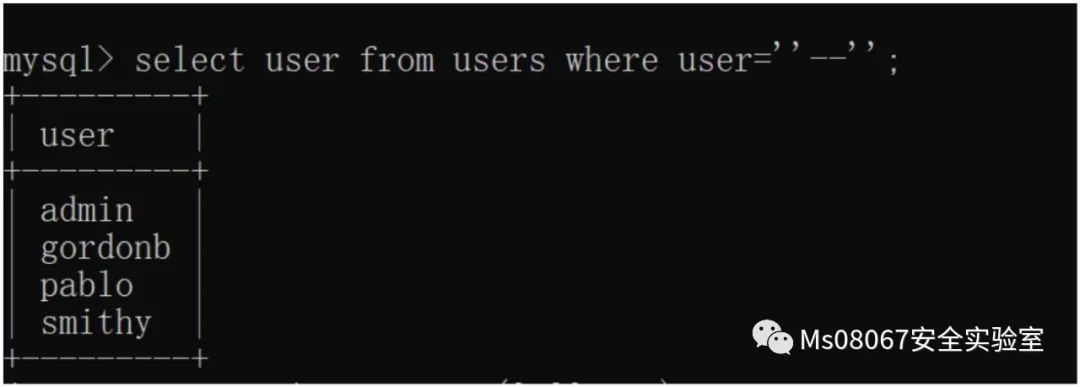 mysql> select user from users where user=''--'';
+---------+
| user    |
+---------+
| admin   |
| gordonb |
| pablo   |
| smithy  |
+---------+
Ms08067安全实验室